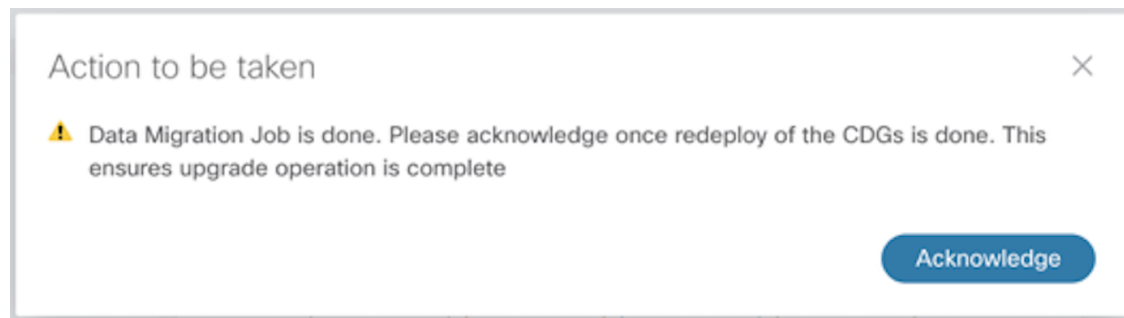 Action to be taken
Data Migration Job is done. Please acknowledge once redeploy of the CDGs is done. This
ensures upgrade operation is complete
Acknowledge